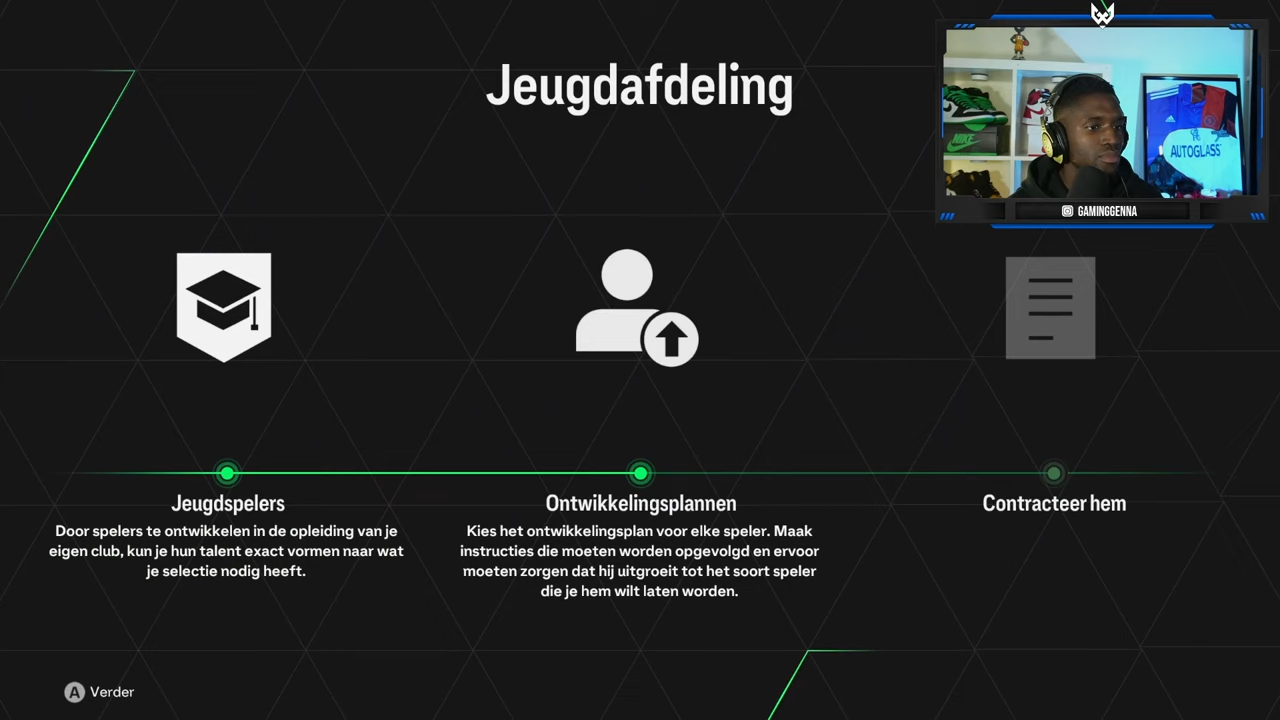 Jeugdafdeling
NIKE
AUTOGLASS
GAMINGGENNA
Jeugdspelers
Door spelers te ontwikkelen in de opleiding van je
eigen club, kun je hun talent exact vormen naar wat
je selectie nodig heeft.
Ontwikkelingsplannen
Kies het ontwikkelingsplan voor elke speler. Maak
instructies die moeten worden opgevolgd en ervoor
moeten zorgen dat hij uitgroeit tot het soort speler
die je hem wilt laten worden.
Contracteer hem
A Verder